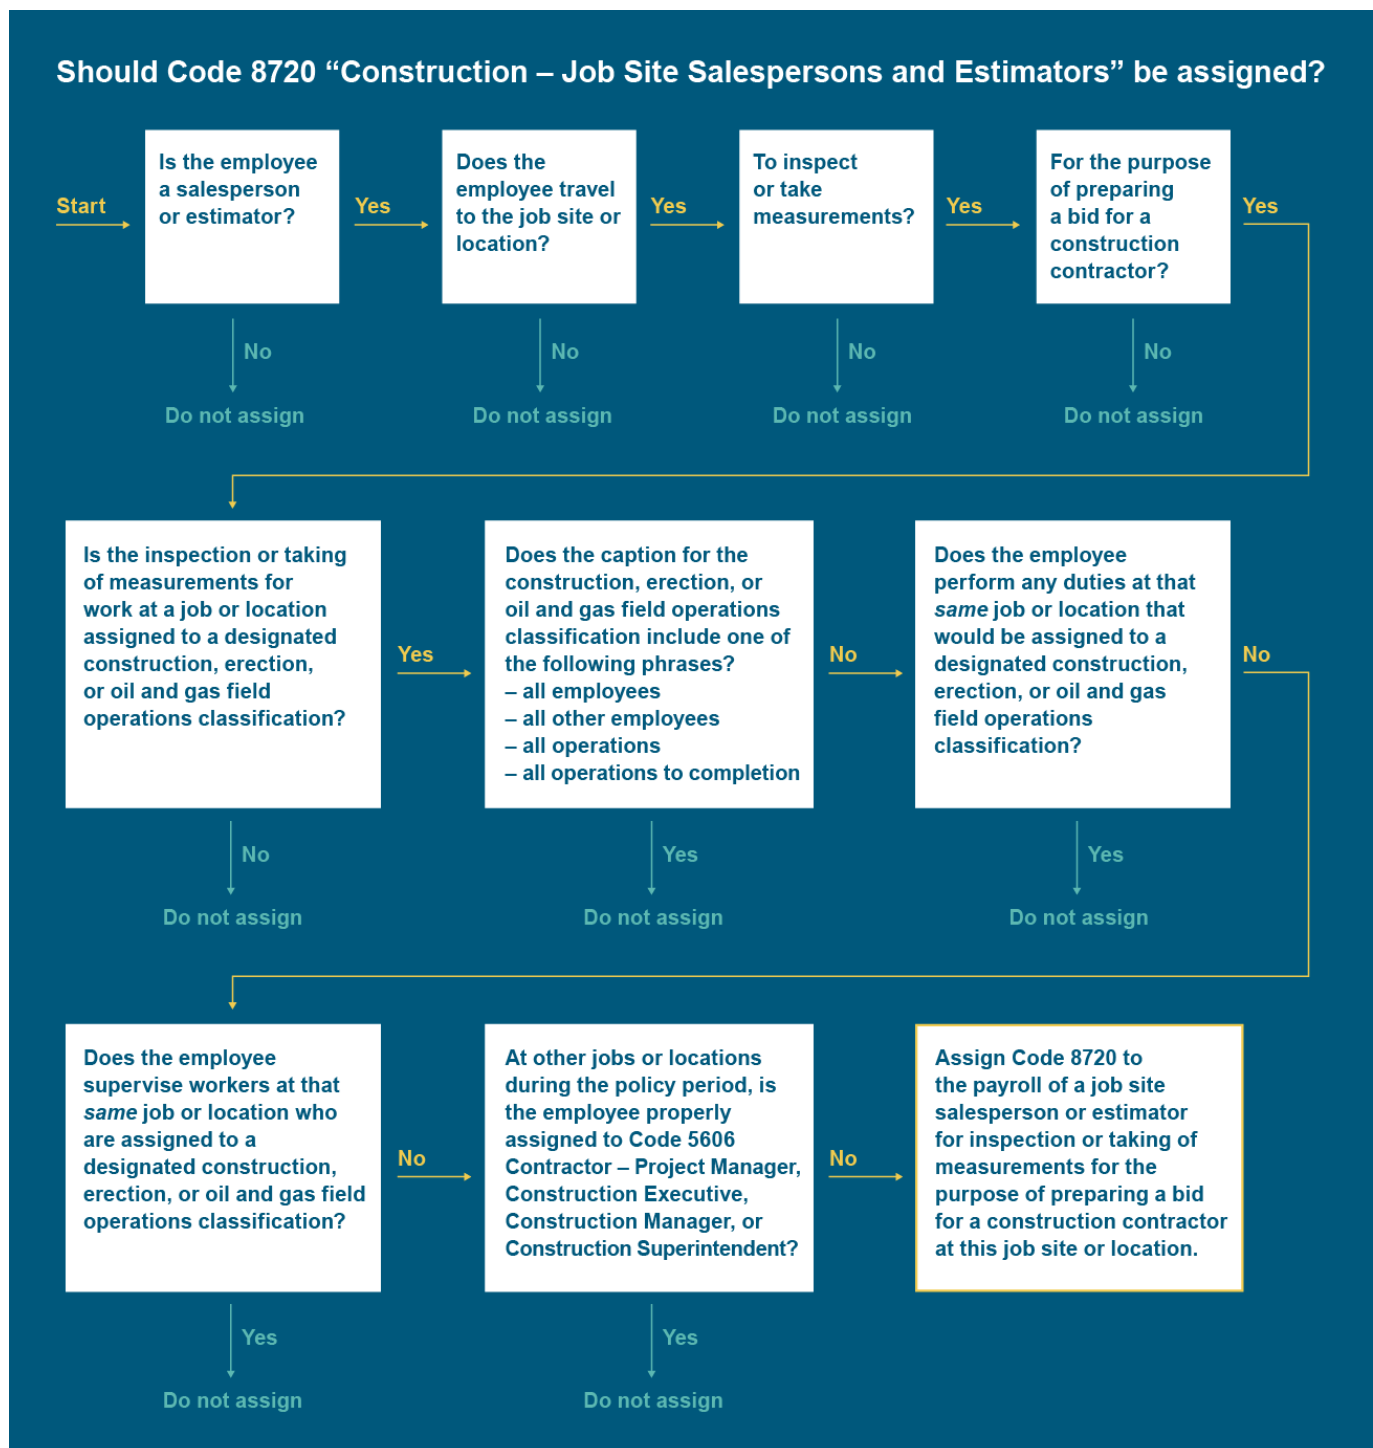 Should Code 8720 “Construction – Job Site Salespersons and Estimators” be assigned?
Start
Is the employee
a salesperson
or estimator?
Yes
Does the
employee travel
to the job site or
location?
Yes
To inspect
or take
measurements?
Yes
For the purpose
of preparing
a bid for a
construction
contractor?
Yes
No
No
No
No
Do not assign
Do not assign
Do not assign
Do not assign
Is the inspection or taking
of measurements for
work at a job or location
assigned to a designated
construction, erection,
or oil and gas field
operations classification?
Yes
Does the caption for the
construction, erection, or
oil and gas field operations
classification include one of
the following phrases?
– all employees
– all other employees
– all operations
– all operations to completion
No
Does the employee
perform any duties at that
same job or location that
would be assigned to a
designated construction,
erection, or oil and gas
field operations
classification?
No
No
Yes
Yes
Do not assign
Do not assign
Do not assign
Does the employee
supervise workers at that
same job or location who
are assigned to a
designated construction,
erection, or oil and gas field
operations classification?
No
At other jobs or locations
during the policy period, is
the employee properly
assigned to Code 5606
Contractor – Project Manager,
Construction Executive,
Construction Manager, or
Construction Superintendent?
No
Assign Code 8720 to
the payroll of a job site
salesperson or estimator
for inspection or taking of
measurements for the
purpose of preparing a bid
for a construction contractor
at this job site or location.
Yes
Yes
Do not assign
Do not assign